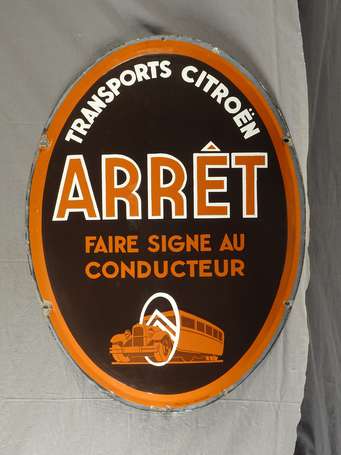 TRANSPORTS CITROËN
ARRÊT
FAIRE SIGNE AU
CONDUCTEUR